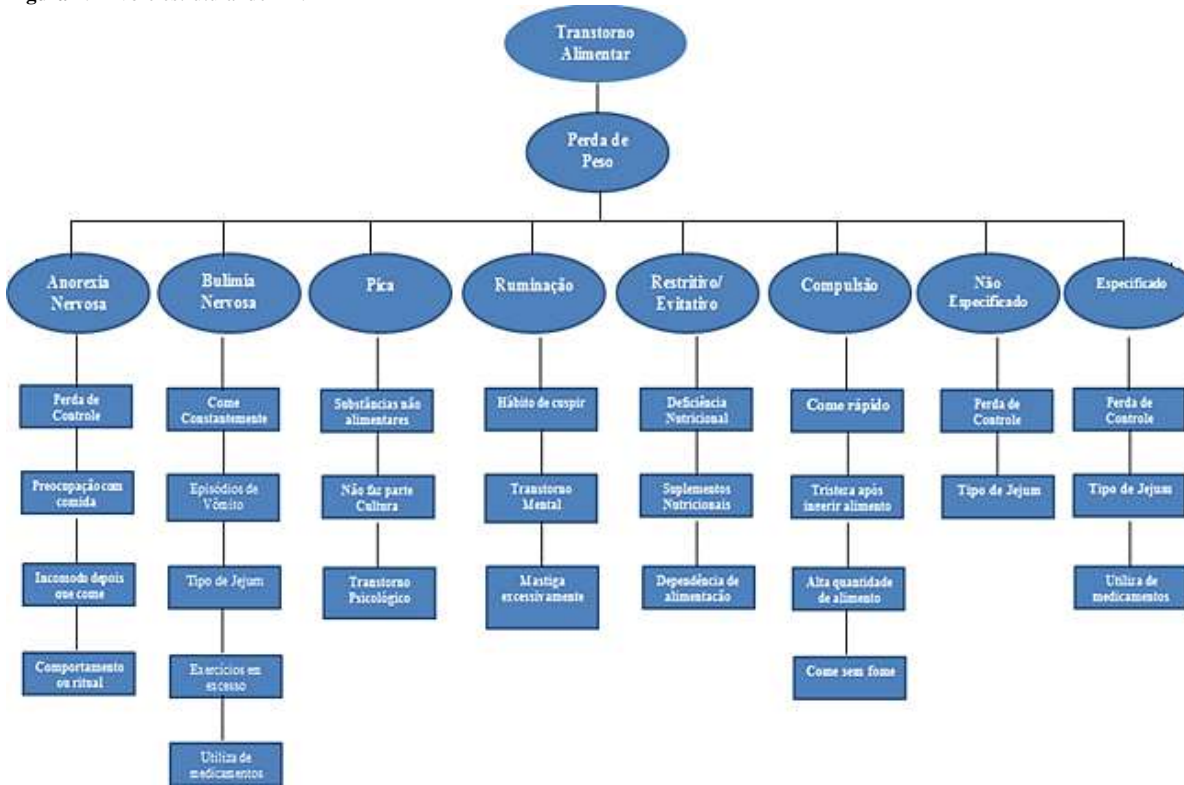 Transtorno
Alimentar
Perda de
Peso
Anorexia
Nervosa
Bulimia
Nervosa
Pica
Ruminação
Restritivo/
Evitativo
Compulsão
Não
Especificado
Especificado
Perda de
Controle
Come
Constantemente
Substâncias não
alimentares
Hábito de cuspir
Deficiência
Nutricional
Come rápido
Perda de
Controle
Perda de
Controle
Preocupação com
comida
Episódios de
Vômito
Não faz parte
Cultura
Transtorno
Mental
Suplementos
Nutricionais
Tristeza após
inserir alimento
Tipo de Jejum
Tipo de Jejum
Incomodo depois
que come
Tipo de Jejum
Transtorno
Psicológico
Mastiga
excessivamente
Dependência de
alimentação
Alta quantidade
de alimento
Utiliza de
medicamentos
Comportamento
ou ritual
Exercícios em
excesso
Come sem fome
Utiliza de
medicamentos